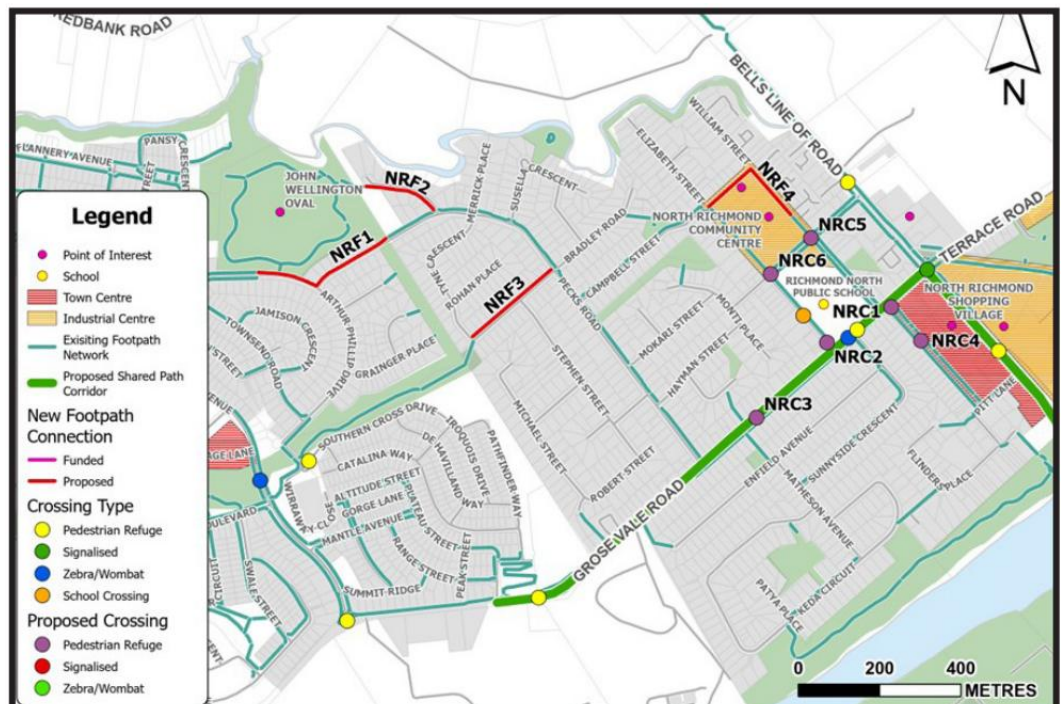 REDBANK ROAD
N
BELLS LINE OF ROAD
WILLIAM STREET
ELIZABETH STREET
PANSY
CRESCENT
STREET
FLANNERY AVENUE
JOHN
WELLINGTON
OVAL
NRF2
MERRICK PLACE
SUSELLA
CRESCENT
NRF4
TERRACE ROAD
NORTH RICHMOND
COMMUNITY
CENTRE
NRC5
NRF1
TYNE CRESCENT
BRADLEY ROAD
CAMPBELL STREET
ROHAN PLACE
NRF3
PECKS ROAD
NRC6
RICHMOND NORTH
PUBLIC SCHOOL
NORTH RICHMOND
SHOPPING
VILLAGE
NRC1
NRC2
NRC4
ARTHUR PHILLIP DRIVE
JAMISON CRESCENT
TOWNSEND ROAD
GRAINGER PLACE
MONTI PLACE
MOKARI STREET
HAYMAN STREET
STEPHEN STREET
MICHAEL STREET
NRC3
PITT LANE
SOUTHERN CROSS DRIVE
IROQUOIS DRIVE
DE HAVILLAND WAY
PATHFINDER WAY
CATALINA WAY
ALTITUDE STREET
GORGE LANE
MANTLE AVENUE
PLATEAU STREET
RANGE STREET
PEAK STREET
CLOSE
SUMMIT RIDGE
ROBERT STREET
ENFIELD AVENUE
SUNNYSIDE CRESCENT
MATHESON AVENUE
FLINDERS PLACE
GROSE VALE ROAD
PATYA PLACE
KEDA CIRCUIT
AVENUE
AGE LANE
OULEVARD
SWALE STREET
CIRCUIT
Legend
Point of Interest
School
Town Centre
Industrial Centre
Exisiting Footpath
Network
Proposed Shared Path
Corridor
New Footpath
Connection
Funded
Proposed
Crossing Type
Pedestrian Refuge
Signalised
Zebra/Wombat
School Crossing
Proposed Crossing
Pedestrian Refuge
Signalised
Zebra/Wombat
0 200 400
METRES